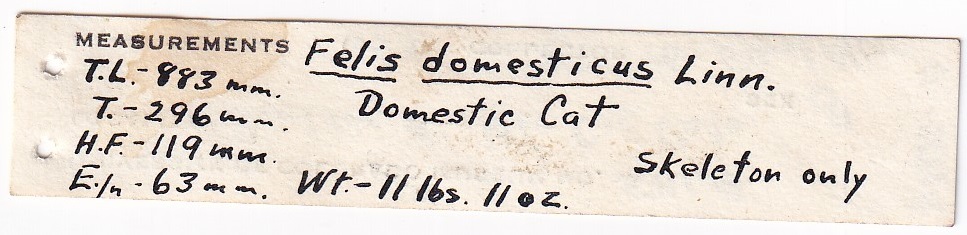 MEASUREMENTS
T.L.- 883 mm.
T. - 296 mm.
H.F. - 119 mm.
E./n - 63 mm.
Wt. - 11 lbs. 11 oz.
Felis domesticus Linn.
Domestic Cat
Skeleton only